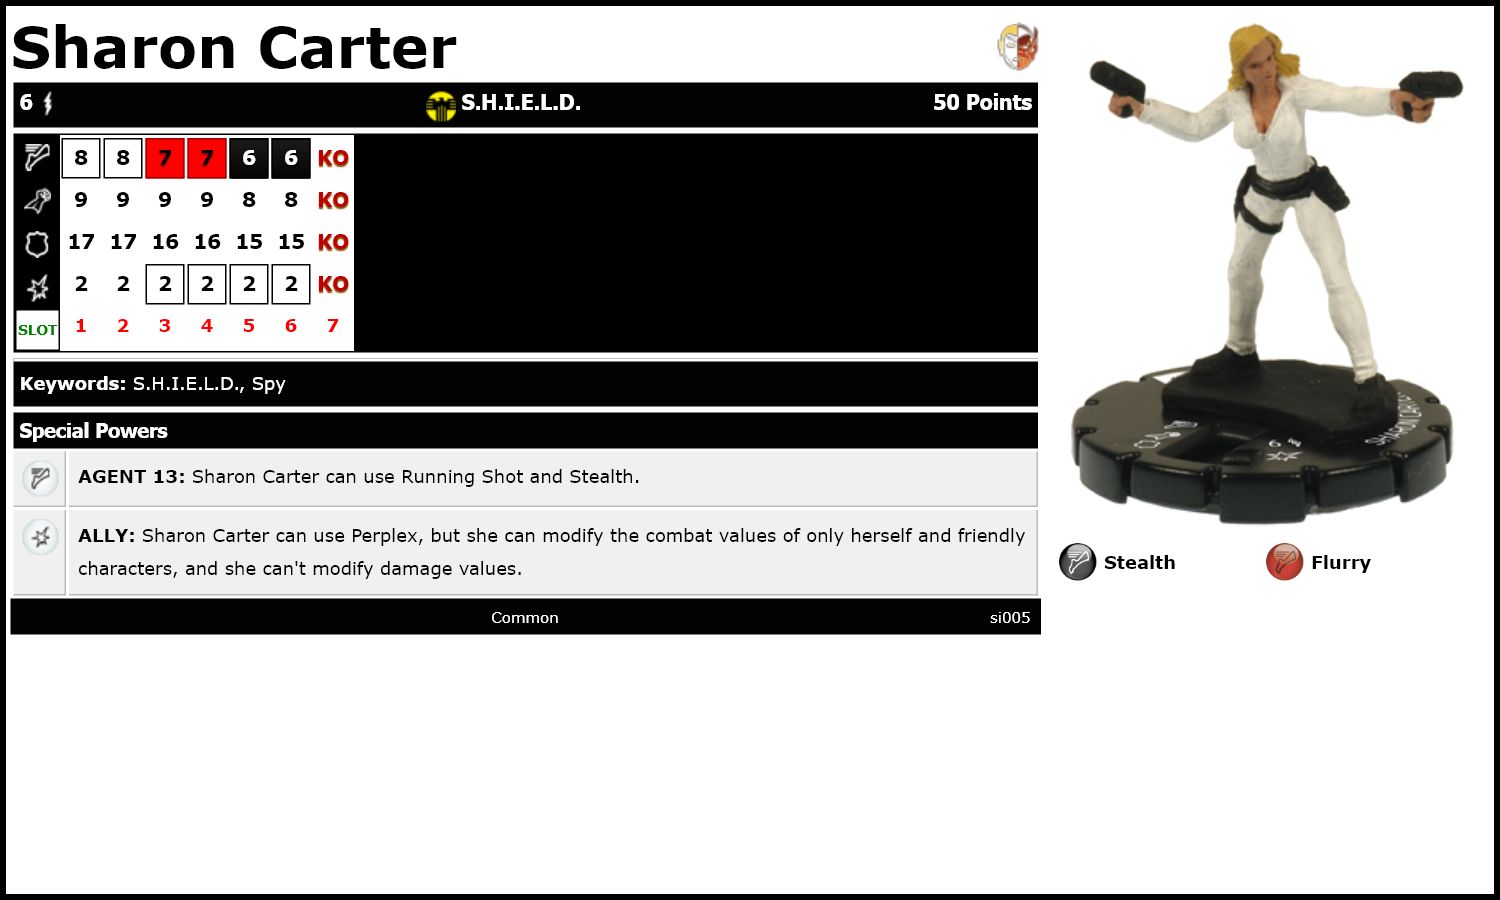 Sharon Carter
6 S.H.I.E.L.D. 50 Points
8 8 7 7 6 6 KO
9 9 9 9 8 8 KO
17 17 16 16 15 15 KO
2 2 2 2 2 2 KO
SLOT 1 2 3 4 5 6 7
Keywords: S.H.I.E.L.D., Spy
Special Powers
AGENT 13: Sharon Carter can use Running Shot and Stealth.
ALLY: Sharon Carter can use Perplex, but she can modify the combat values of only herself and friendly
characters, and she can't modify damage values.
Common si005
SHARON CARTER
6
Stealth Flurry